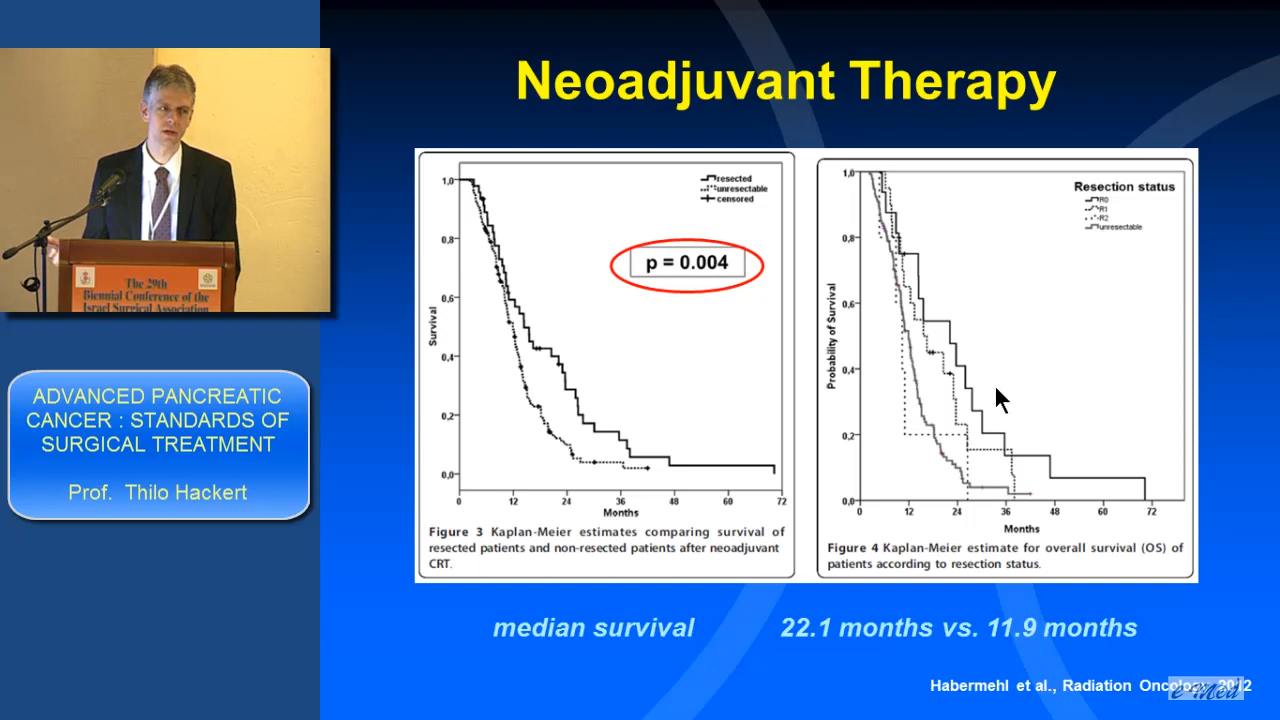 Neoadjuvant Therapy
The 29th
Biennial Conference of the
Israel Surgical Association
ADVANCED PANCREATIC
CANCER : STANDARDS OF
SURGICAL TREATMENT
Prof. Thilo Hackert
resected
unresectable
censored
p = 0.004
Survival
1,0
0,8
0,6
0,4
0,2
0,0
0 12 24 36 48 60 72
Months
Figure 3 Kaplan-Meier estimates comparing survival of
resected patients and non-resected patients after neoadjuvant
CRT.
Resection status
R0
R1
R2
unresectable
Probability of Survival
1,0
0,8
0,6
0,4
0,2
0,0
0 12 24 36 48 60 72
Months
Figure 4 Kaplan-Meier estimate for overall survival (OS) of
patients according to resection status.
median survival 22.1 months vs. 11.9 months
Habermehl et al., Radiation Oncology 2012
e-Med